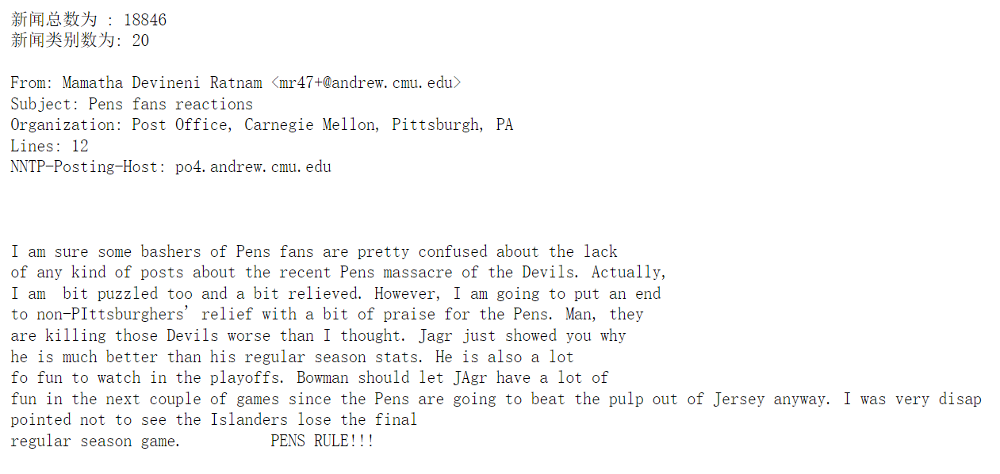 新闻总数为 : 18846
新闻类别数为: 20
From: Mamatha Devineni Ratnam <mr47+@andrew.cmu.edu>
Subject: Pens fans reactions
Organization: Post Office, Carnegie Mellon, Pittsburgh, PA
Lines: 12
NNTP-Posting-Host: po4.andrew.cmu.edu
I am sure some bashers of Pens fans are pretty confused about the lack
of any kind of posts about the recent Pens massacre of the Devils. Actually,
I am  bit puzzled too and a bit relieved. However, I am going to put an end
to non-PIttsburghers' relief with a bit of praise for the Pens. Man, they
are killing those Devils worse than I thought. Jagr just showed you why
he is much better than his regular season stats. He is also a lot
fo fun to watch in the playoffs. Bowman should let JAgr have a lot of
fun in the next couple of games since the Pens are going to beat the pulp out of Jersey anyway. I was very disap
pointed not to see the Islanders lose the final
regular season game.          PENS RULE!!!